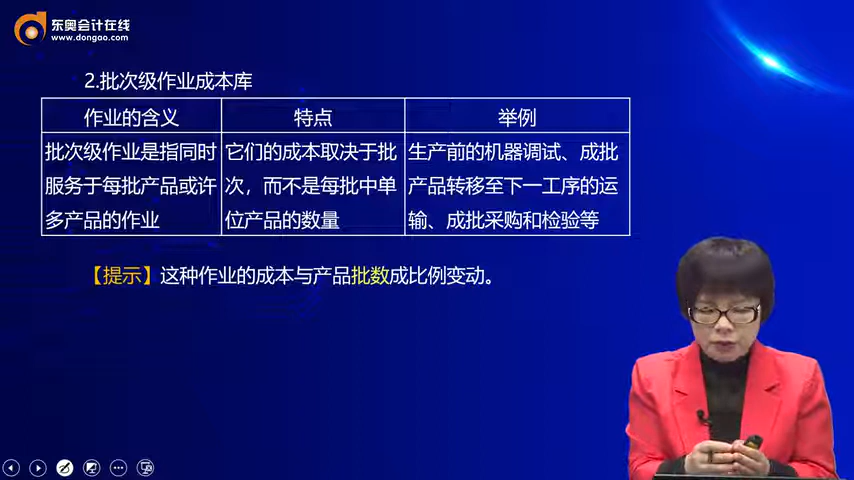 东奥会计在线
www.dongao.com
2.批次级作业成本库
作业的含义 特点 举例
批次级作业是指同时 它们的成本取决于批 生产前的机器调试、成批
服务于每批产品或许 次，而不是每批中单 产品转移至下一工序的运
多产品的作业 位产品的数量 输、成批采购和检验等
【提示】这种作业的成本与产品批数成比例变动。